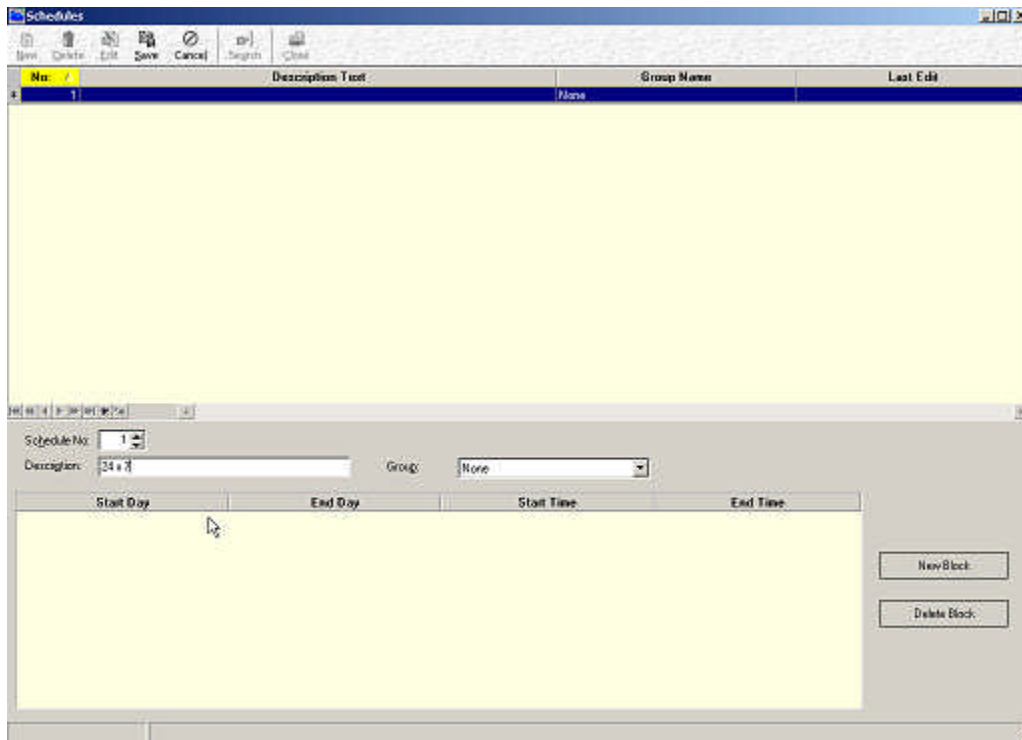 Schedules
New Delete Edit Save Cancel Search Close
No: Description Text Group Name Last Edit
1 None
Schedule No: 1
Description: 24 x 7 Group: None
Start Day End Day Start Time End Time
New Block
Delete Block